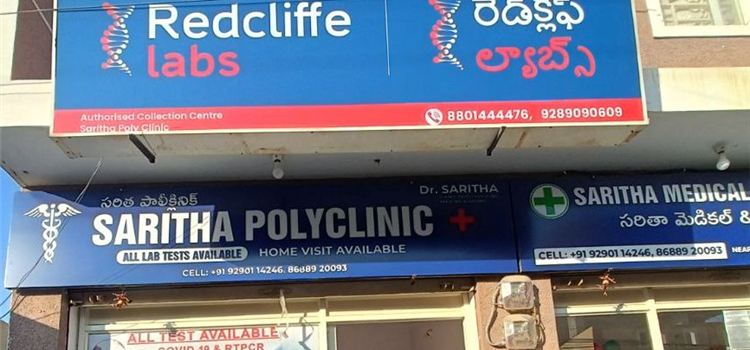 Redcliffe
labs
రెడ్‌క్లిఫ్
ల్యాబ్స్
Authorised Collection Centre
Saritha Poly Clinic
8801444476, 9289090609
సరిత పాలీక్లినిక్
Dr. SARITHA
SARITHA POLYCLINIC
ALL LAB TESTS AVAILABLE
HOME VISIT AVAILABLE
CELL: +91 92901 14246, 86889 20093
SARITHA MEDICAL
సరితా మెడికల్ &
CELL: +91 92901 14246, 86889 20093
NEAR
ALL TEST AVAILABLE
COVID-19 & RTPCR